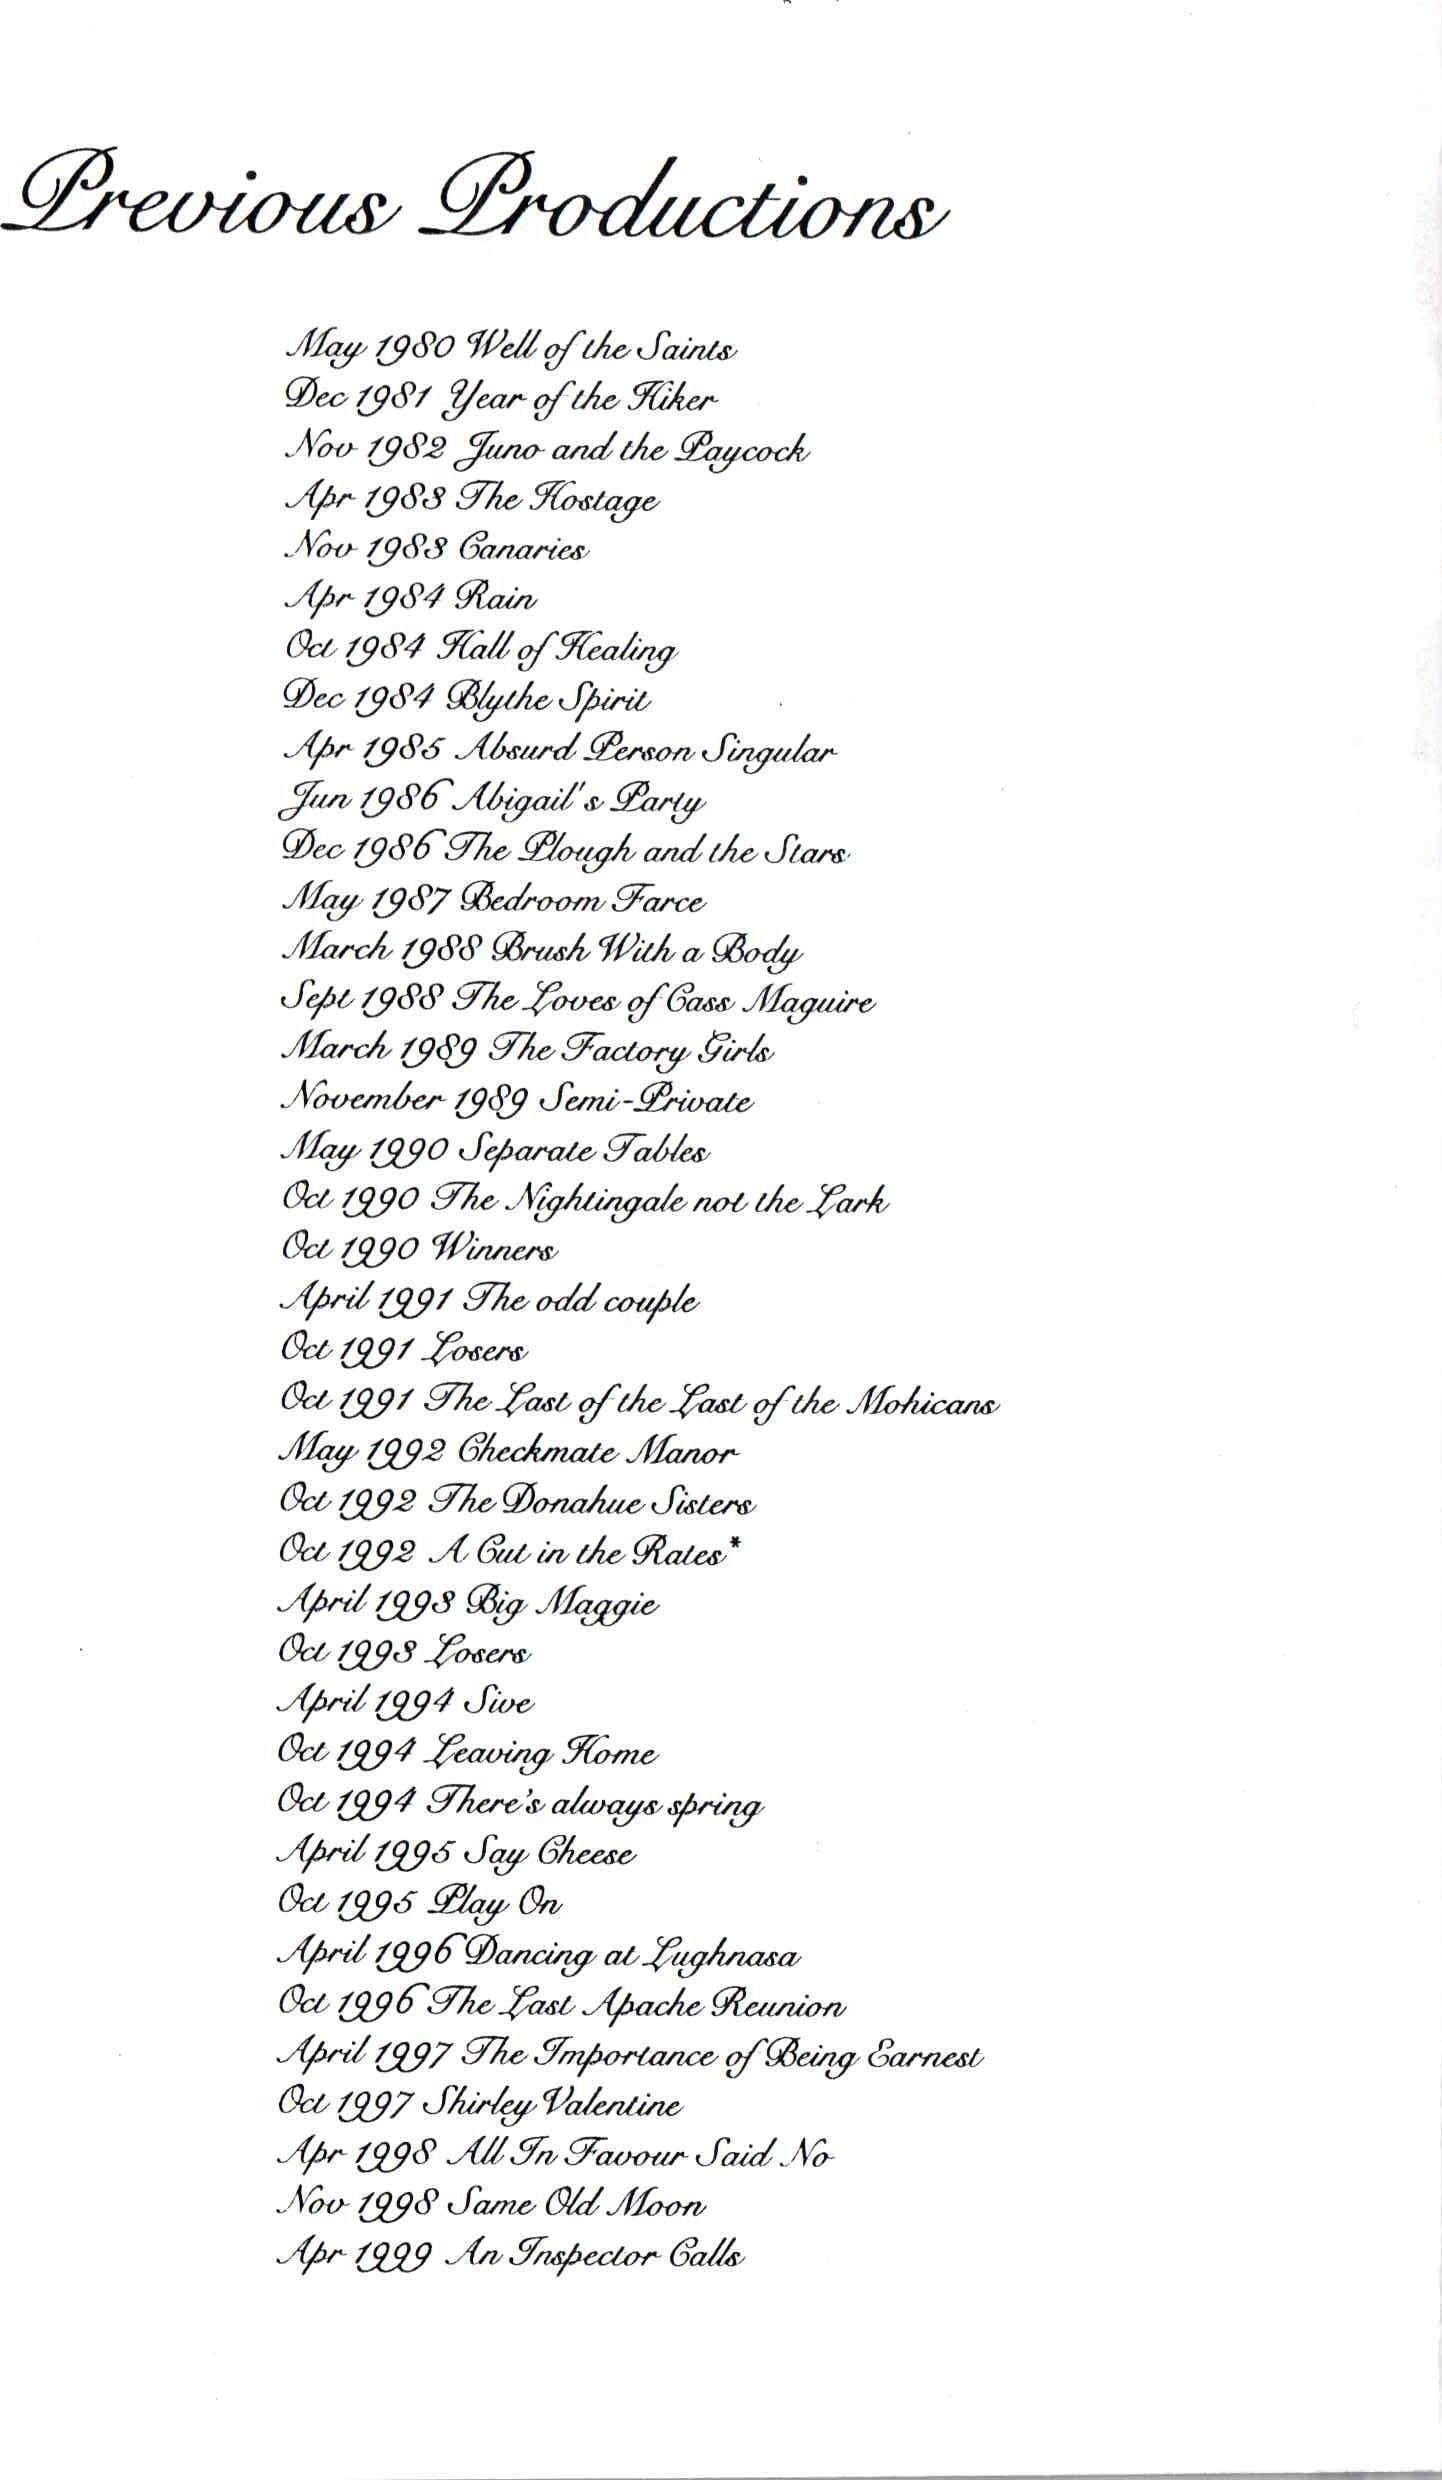 Previous Productions
May 1980 Well of the Saints
Dec 1981 Year of the Hiker
Nov 1982 Juno and the Paycock
Apr 1983 The Hostage
Nov 1983 Canaries
Apr 1984 Rain
Oct 1984 Hall of Healing
Dec 1984 Blythe Spirit
Apr 1985 Absurd Person Singular
Jun 1986 Abigail's Party
Dec 1986 The Plough and the Stars
May 1987 Bedroom Farce
March 1988 Brush With a Body
Sept 1988 The Loves of Cass Maguire
March 1989 The Factory Girls
November 1989 Semi-Private
May 1990 Separate Tables
Oct 1990 The Nightingale not the Lark
Oct 1990 Winners
April 1991 The odd couple
Oct 1991 Losers
Oct 1991 The Last of the Last of the Mohicans
May 1992 Checkmate Manor
Oct 1992 The Donahue Sisters
Oct 1992 A Cut in the Rates*
April 1993 Big Maggie
Oct 1993 Losers
April 1994 Sive
Oct 1994 Leaving Home
Oct 1994 There's always spring
April 1995 Say Cheese
Oct 1995 Play On
April 1996 Dancing at Lughnasa
Oct 1996 The Last Apache Reunion
April 1997 The Importance of Being Earnest
Oct 1997 Shirley Valentine
Apr 1998 All In Favour Said No
Nov 1998 Same Old Moon
Apr 1999 An Inspector Calls